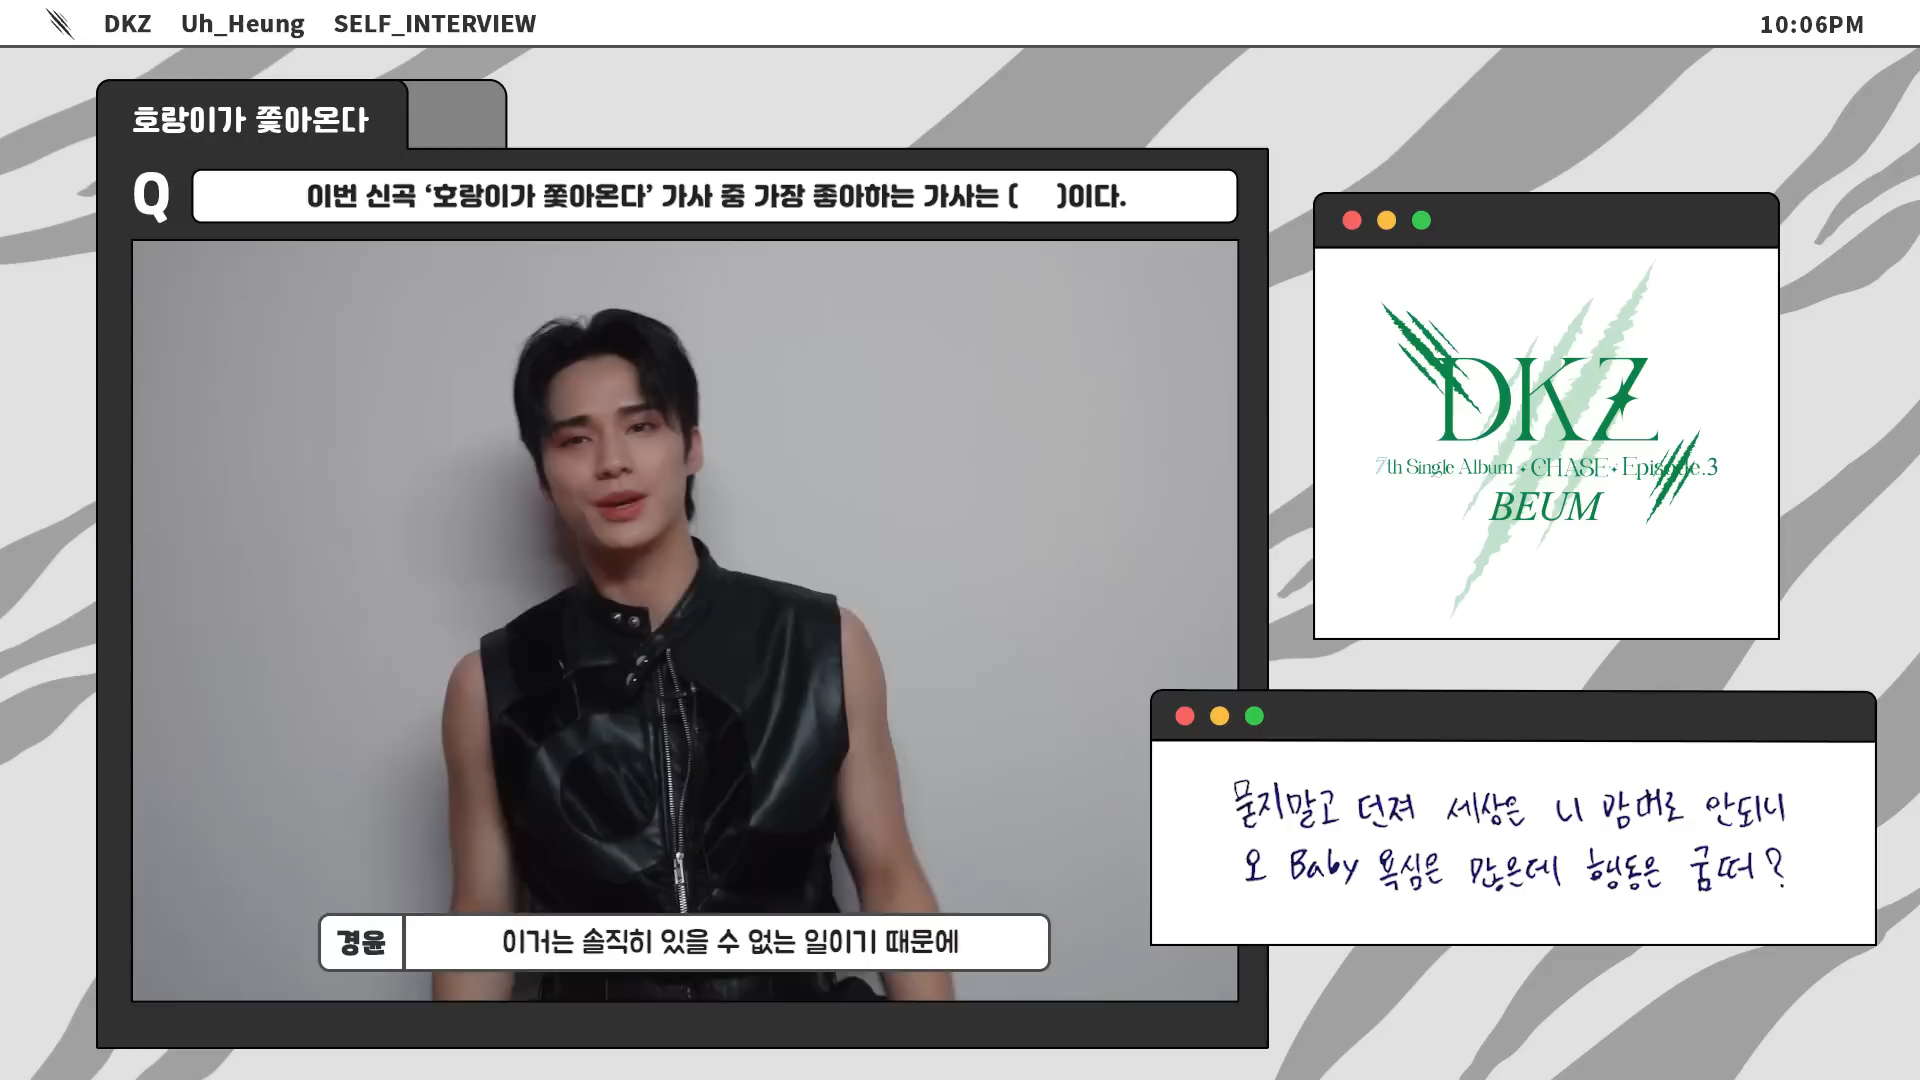 DKZ Uh_Heung SELF_INTERVIEW 10:06PM
호랑이가 쫓아온다
Q 이번 신곡 ‘호랑이가 쫓아온다’ 가사 중 가장 좋아하는 가사는 ( )이다.
DKZ
7th Single Album CHASE Episode.3
BEUM
묻지말고 던져 세상은 니 맘대로 안되니
오 Baby 욕심은 많은데 행동은 굼떠?
경윤 이거는 솔직히 있을 수 없는 일이기 때문에